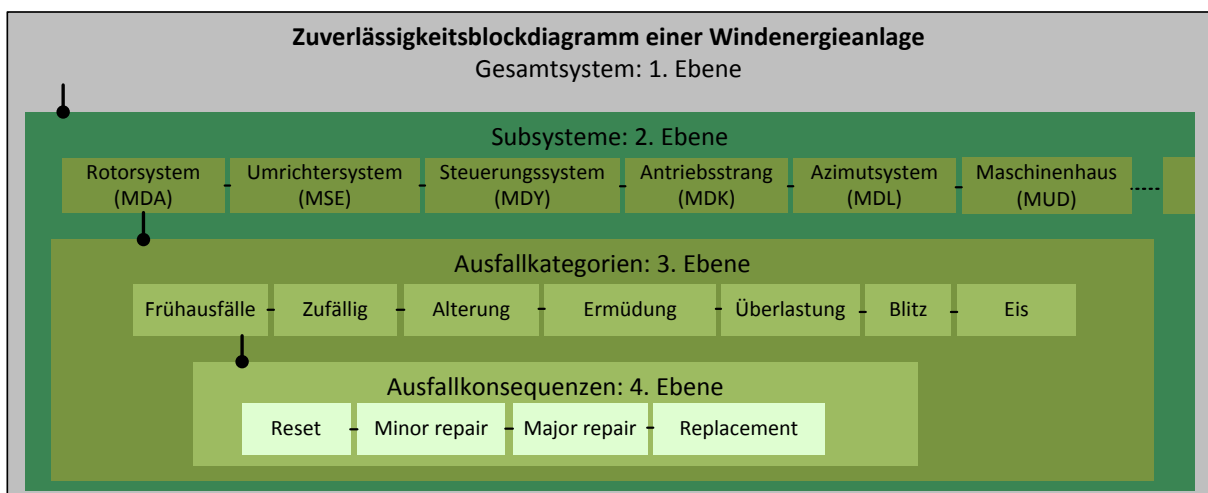 Zuverlässigkeitsblockdiagramm einer Windenergieanlage
Gesamtsystem: 1. Ebene
Subsysteme: 2. Ebene
Rotorsystem
(MDA)
Umrichtersystem
(MSE)
Steuerungssystem
(MDY)
Antriebsstrang
(MDK)
Azimutsystem
(MDL)
Maschinenhaus
(MUD)
Ausfallkategorien: 3. Ebene
Frühausfälle
Zufällig
Alterung
Ermüdung
Überlastung
Blitz
Eis
Ausfallkonsequenzen: 4. Ebene
Reset
Minor repair
Major repair
Replacement